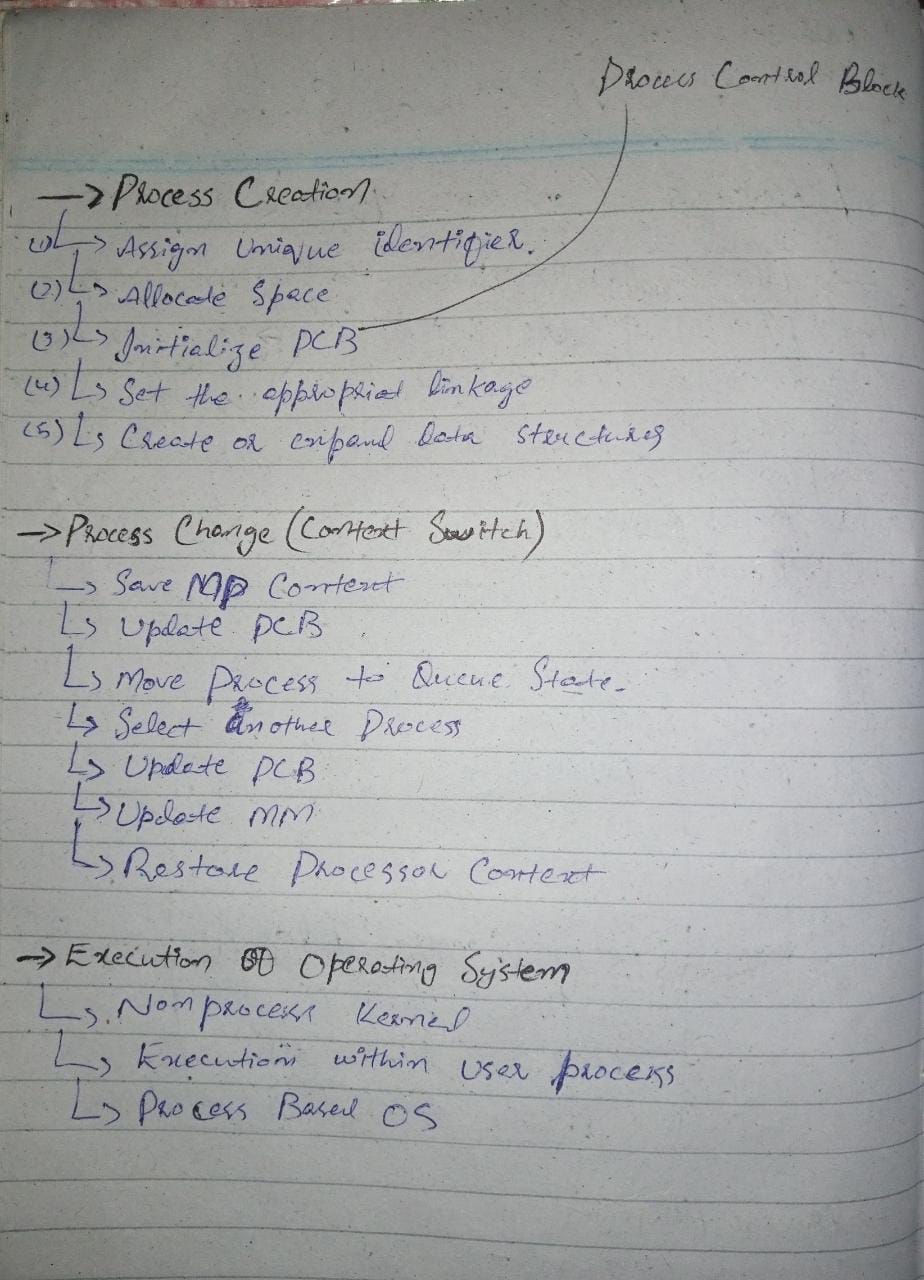 Process Control Block
→ Process Creation
(1) ↳ Assign Unique identifier.
(2) ↳ Allocate Space
(3) ↳ Initialize PCB
(4) ↳ Set the appropriat linkage
(5) ↳ Create or expand Data structures
→ Process Change (Context Switch)
↳ Save MP Context
↳ Update PCB
↳ Move Process to Queue State.
↳ Select Another Process
↳ Update PCB
↳ Update MM
↳ Restore Processor Context
→ Execution Of Operating System
↳ Nonprocess Kernel
↳ Execution within user process
↳ Process Based OS